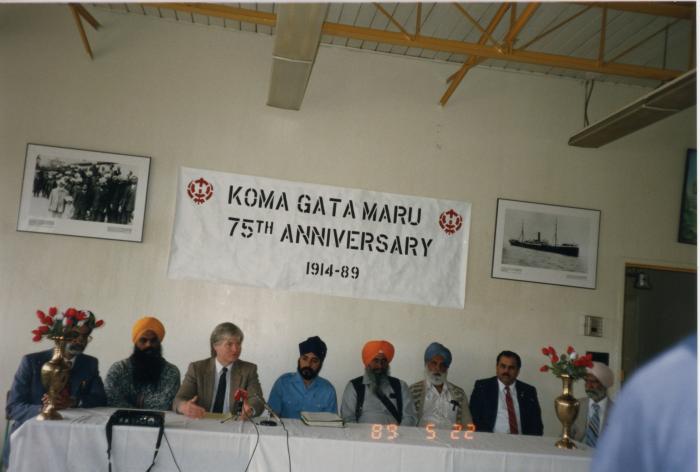 KOMA GATA MARU
75TH ANNIVERSARY
1914-89
89 5 22